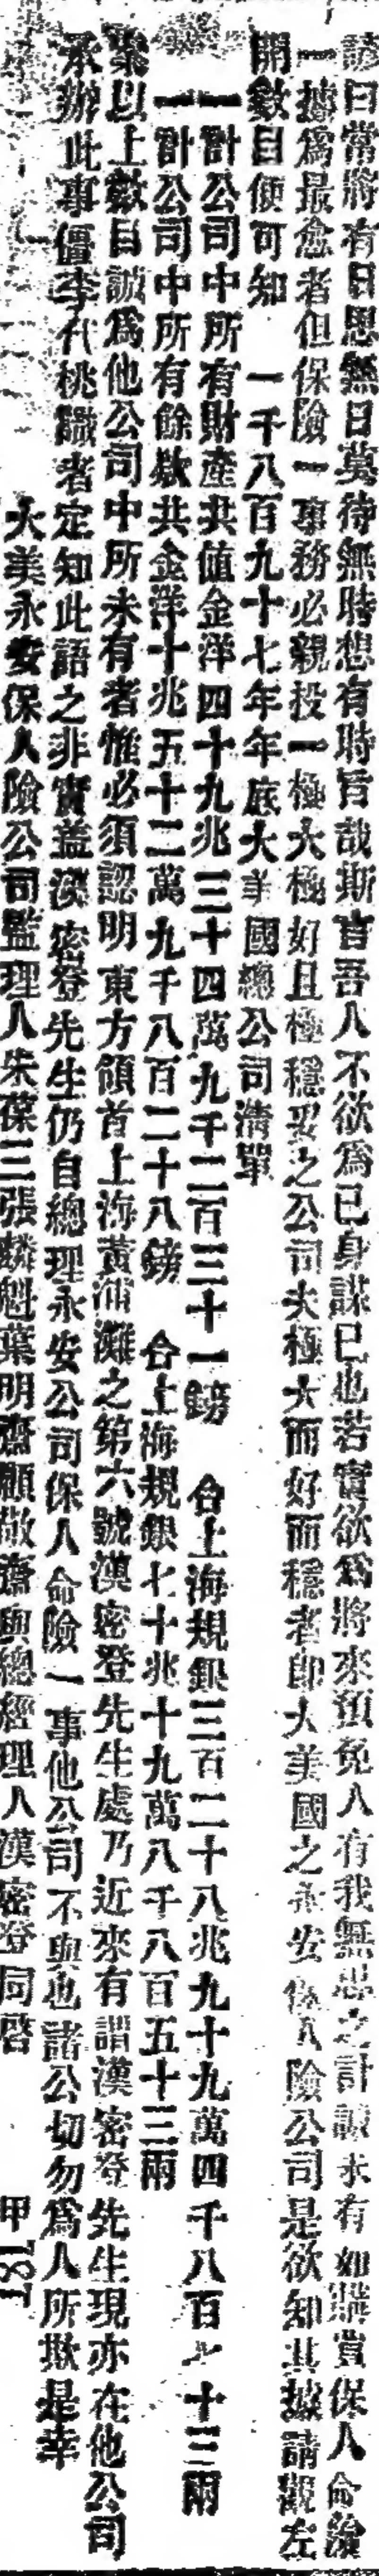 諺曰常將有日思無日莫待無時想有時旨哉斯言吾人不欲爲已身謀已也若實欲爲將來預免人有我無悲之計誠未有如購買保人命險
一據爲最愈者但保險一事務必親投一極大極好且極穩妥之公司夫極大而好而穩者即大美國之永安保人險公司是欲知其據請觀左
開數目便可知　一千八百九十七年年底大美國總公司清單
一計公司中所有財產共值金洋四十九兆三十四萬九千二百三十一鎊　合上海規銀三百二十八兆九十九萬四千八百十三兩
一計公司中所有餘欵共金洋十兆五十二萬九千八百二十八鎊　合上海規銀七十兆十九萬八千八百五十三兩
以上數目誠爲他公司中所未有者惟必須認明東方領首上海黃浦灘之第六號漢密登先生處乃近來有謂漢密登先生現亦在他公司
承辦此事僵李代桃識者定知此語之非實蓋漢密登先生仍自總理永安公司保人命險一事他公司不與也諸公切勿爲人所欺是幸
大美永安保人險公司監理人朱葆三張麟魁葉明齋顧敬齋與總經理人漢密登同啓　甲181